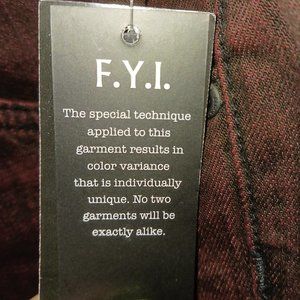 F.Y.I.
The special technique
applied to this
garment results in
color variance
that is individually
unique. No two
garments will be
exactly alike.